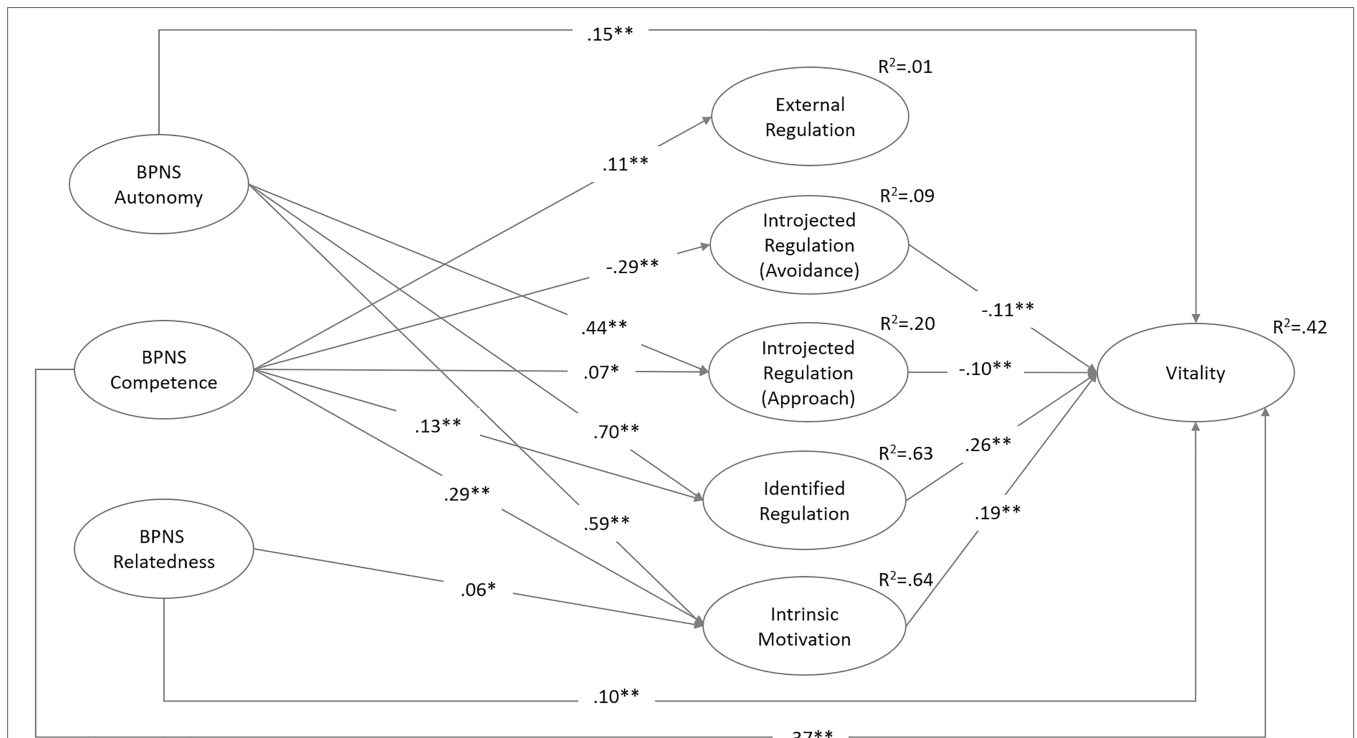 .15**
R²=.01
External
Regulation
.11**
BPNS
Autonomy
R²=.09
Introjected
Regulation
(Avoidance)
-.29**
-.11**
.44**
R²=.20
R²=.42
BPNS
Competence
.07*
Introjected
Regulation
(Approach)
-.10**
Vitality
.13**
.70**
R²=.63
.26**
Identified
Regulation
.29**
.59**
.19**
BPNS
Relatedness
.06*
R²=.64
Intrinsic
Motivation
.10**
.37**